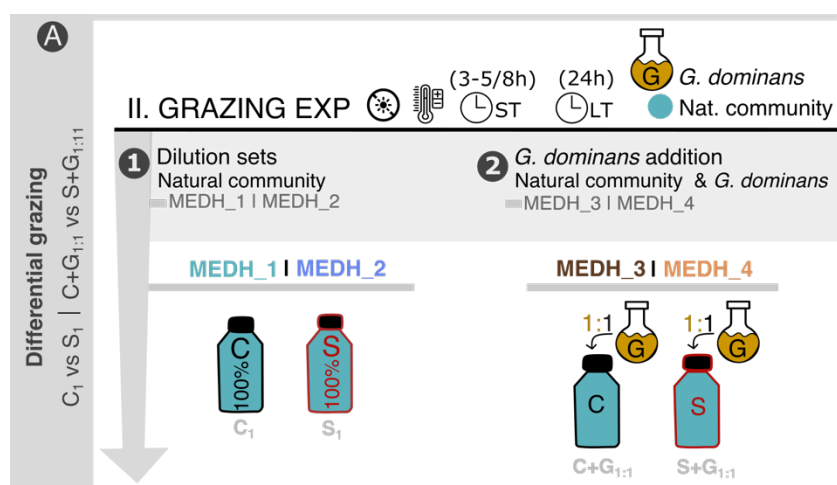 A
Differential grazing
C₁ vs S₁ | C+G₁:₁ vs S+G₁:₁₁
II. GRAZING EXP
(3-5/8h)
ST
(24h)
LT
G
G. dominans
Nat. community
1
Dilution sets
Natural community
MEDH_1 I MEDH_2
2
G. dominans addition
Natural community & G. dominans
MEDH_3 I MEDH_4
MEDH_1 I MEDH_2
C
100%
C₁
S
100%
S₁
MEDH_3 I MEDH_4
1:1
G
C
C+G₁:₁
1:1
G
S
S+G₁:₁